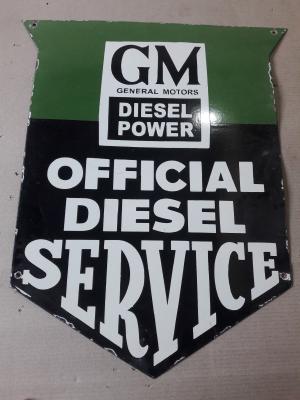 GM
GENERAL MOTORS
DIESEL
POWER
OFFICIAL
DIESEL
SERVICE